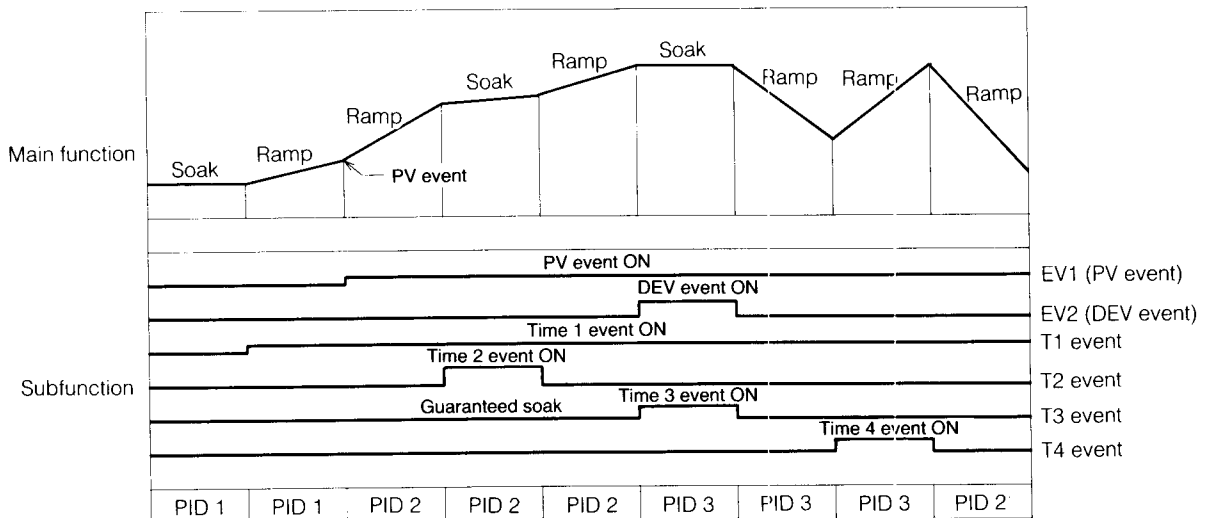 Soak
Ramp
Ramp
Soak
Ramp
Soak
Ramp
Ramp
Ramp
Main function
PV event
PV event ON
EV1 (PV event)
DEV event ON
EV2 (DEV event)
Time 1 event ON
T1 event
Time 2 event ON
T2 event
Subfunction
Guaranteed soak
Time 3 event ON
T3 event
Time 4 event ON
T4 event
PID 1 PID 1 PID 2 PID 2 PID 2 PID 3 PID 3 PID 3 PID 2